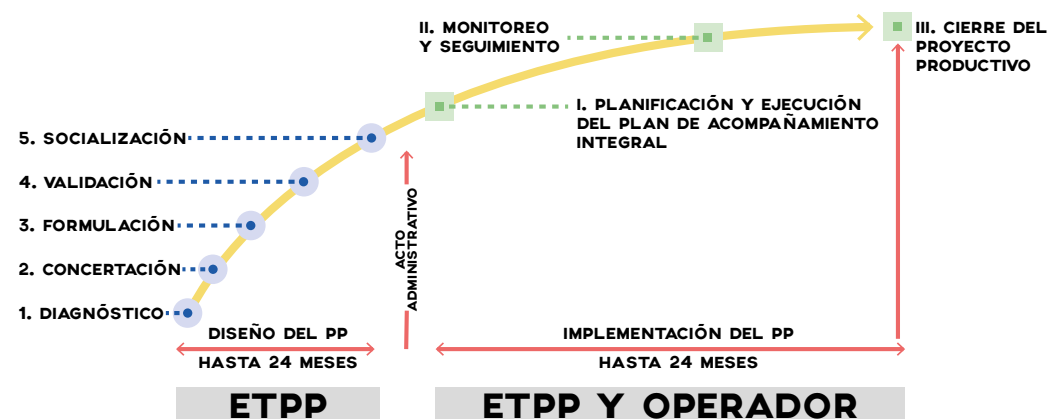 II. MONITOREO
Y SEGUIMIENTO
III. CIERRE DEL
PROYECTO
PRODUCTIVO
I. PLANIFICACIÓN Y EJECUCIÓN
DEL PLAN DE ACOMPAÑAMIENTO
INTEGRAL
5. SOCIALIZACIÓN
4. VALIDACIÓN
3. FORMULACIÓN
2. CONCERTACIÓN
1. DIAGNÓSTICO
ACTO
ADMINISTRATIVO
DISEÑO DEL PP
HASTA 24 MESES
IMPLEMENTACIÓN DEL PP
HASTA 24 MESES
ETPP
ETPP Y OPERADOR